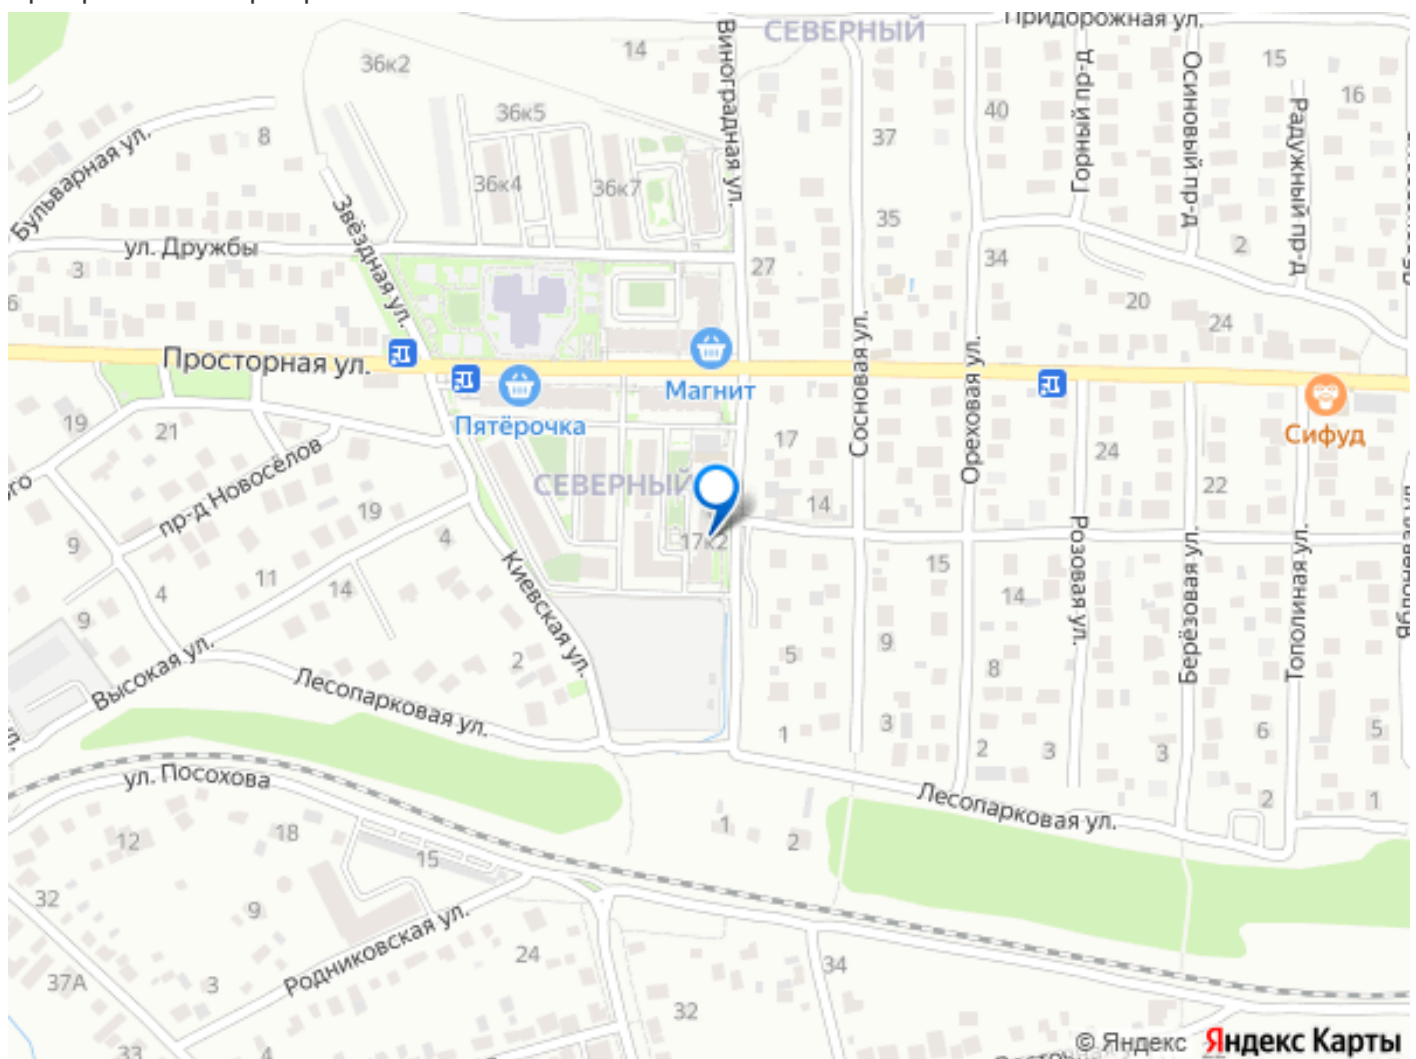 Придорожная ул.
СЕВЕРНЫЙ
14
36к2
Виноградная ул.
15
16
36к5
40
Горный пр-д
Осиновый пр-д
Радужный пр-д
8
37
Бульварная ул.
36к4
36к7
Звёздная ул.
35
ул. Дружбы
2
3
27
34
20
24
Сосновая ул.
Ореховая ул.
Просторная ул.
Магнит
Пятёрочка
Сифуд
19
21
17
24
пр-д Новосёлов
СЕВЕРНЫЙ
22
14
19
9
4
17к2
15
Киевская ул.
Розовая ул.
Берёзовая ул.
Тополиная ул.
Яблоневая ул.
11
14
4
14
9
5
9
8
2
Высокая ул.
Лесопарковая ул.
1
3
2
3
3
6
5
ул. Посохова
Лесопарковая ул.
2
1
12
18
15
1
2
32
9
Родниковская ул.
24
34
37А
3
32
33
4
© Яндекс Яндекс Карты